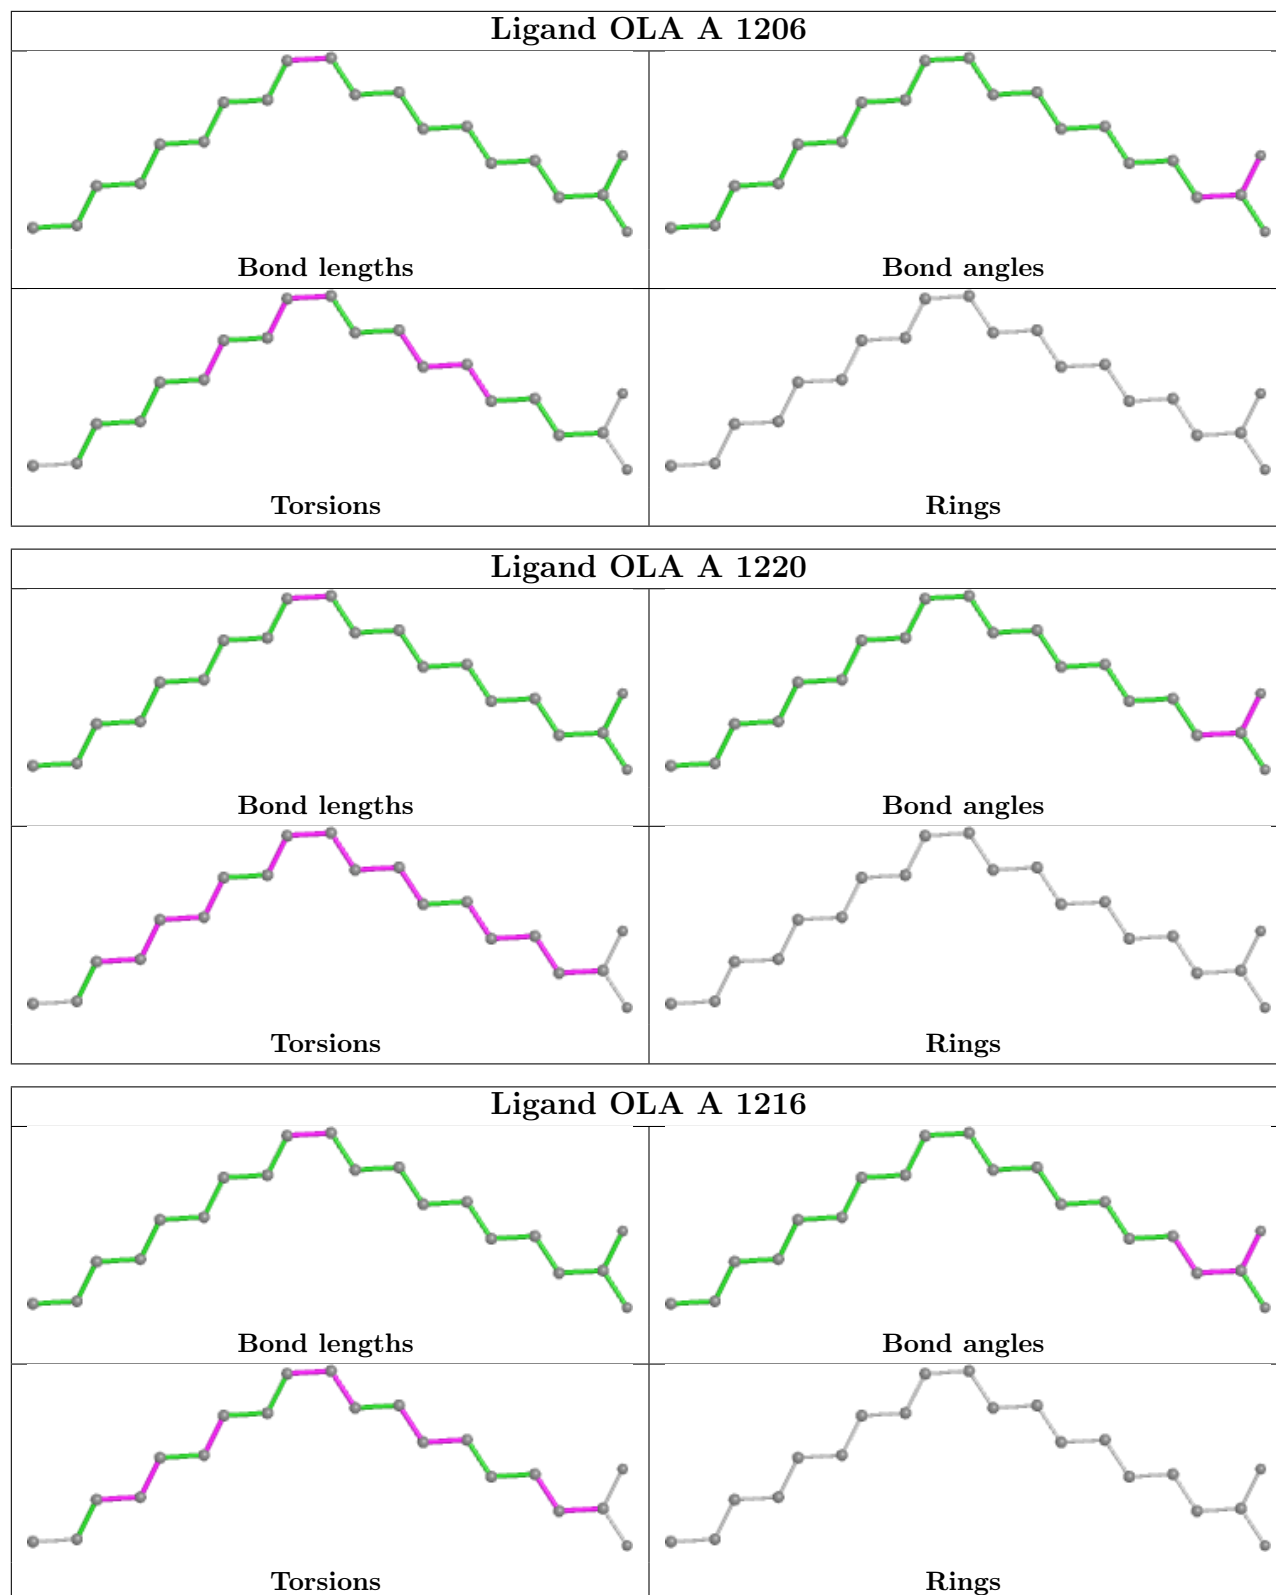 Ligand OLA A 1206
Bond lengths
Bond angles
Torsions
Rings
Ligand OLA A 1220
Bond lengths
Bond angles
Torsions
Rings
Ligand OLA A 1216
Bond lengths
Bond angles
Torsions
Rings